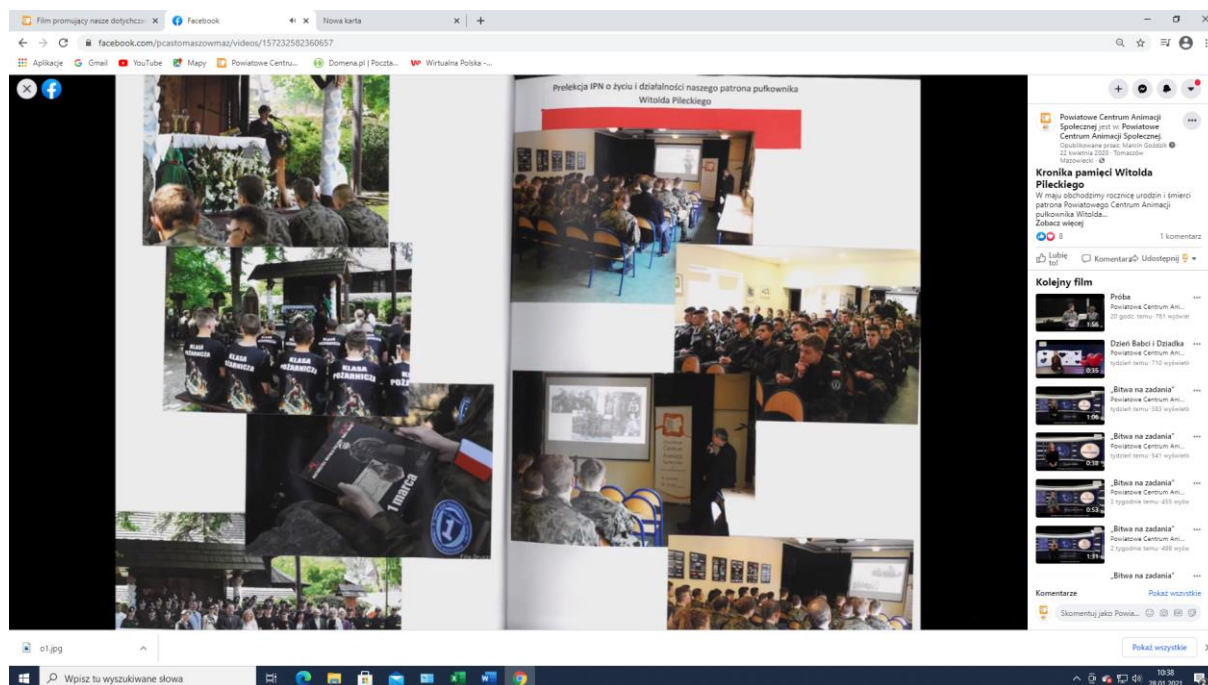 Film promujący nasze dotychcza
Facebook
Nowa karta
facebook.com/pcastomaszowmaz/videos/157232582360657
Aplikacje
Gmail
YouTube
Mapy
Powiatowe Centru...
Domena.pl | Poczta...
Wirtualna Polska -...
Prelekcja IPN o życiu i działalności naszego patrona pułkownika
Witolda Pileckiego
KLASA
POŻARNICZA
KLASA
POŻARNICZA
1 marca
Powiatowe Centrum Animacji
Społecznej jest w: Powiatowe
Centrum Animacji Społecznej.
Opublikowane przez: Marcin Goździk
22 kwietnia 2020 · Tomaszów
Mazowiecki ·
Kronika pamięci Witolda
Pileckiego
W maju obchodzimy rocznicę urodzin i śmierci
patrona Powiatowego Centrum Animacji
pułkownika Witolda...
Zobacz więcej
8
1 komentarz
Lubię
to!
Komentarz
Udostępnij
Kolejny film
Próba
Powiatowe Centrum Ani...
20 godz. temu · 761 wyświet
1:56
Dzień Babci i Dziadka
Powiatowe Centrum Ani...
tydzień temu · 710 wyświetl
0:35
„Bitwa na zadania"
Powiatowe Centrum Ani...
tydzień temu · 583 wyświetl
1:06
„Bitwa na zadania"
Powiatowe Centrum Ani...
tydzień temu · 541 wyświetl
0:38
„Bitwa na zadania"
Powiatowe Centrum Ani...
2 tygodnie temu · 455 wyśw
0:53
„Bitwa na zadania"
Powiatowe Centrum Ani...
2 tygodnie temu · 498 wyśw
1:31
„Bitwa na zadania"
Komentarze
Pokaż wszystkie
Skomentuj jako Powia...
o1.jpg
Pokaż wszystkie
Wpisz tu wyszukiwane słowa
10:38
28.01.2021